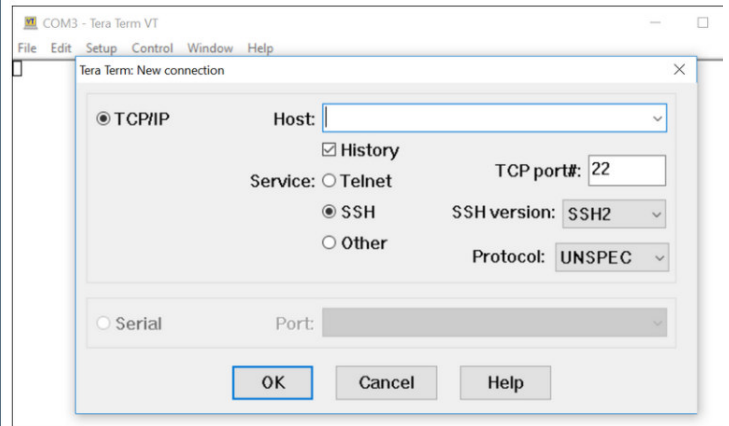 COM3 - Tera Term VT
File Edit Setup Control Window Help
Tera Term: New connection
TCP/IP Host:
History
Service: Telnet TCP port#: 22
SSH SSH version: SSH2
Other Protocol: UNSPEC
Serial Port:
OK Cancel Help